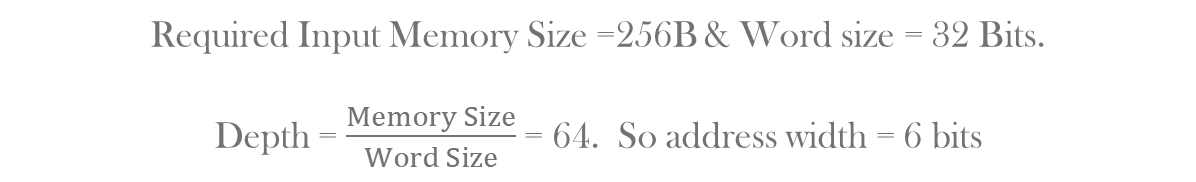 Required Input Memory Size =256B & Word size = 32 Bits.
Depth = Memory Size / Word Size = 64. So address width = 6 bits